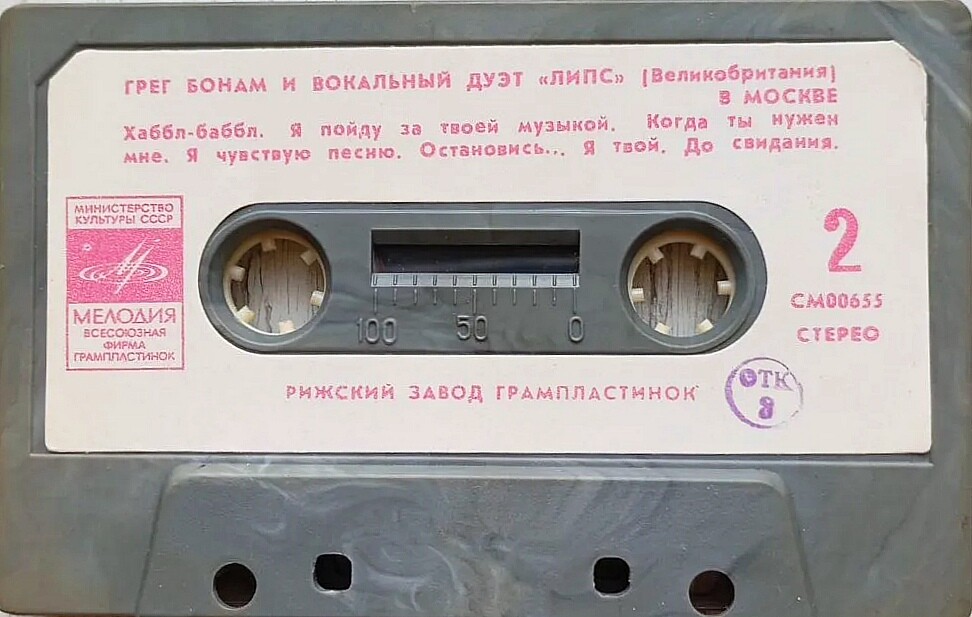 ГРЕГ БОНАМ И ВОКАЛЬНЫЙ ДУЭТ «ЛИПС» (Великобритания)
В МОСКВЕ
Хаббл-баббл. Я пойду за твоей музыкой. Когда ты нужен
мне. Я чувствую песню. Остановись... Я твой. До свидания.
МИНИСТЕРСТВО
КУЛЬТУРЫ СССР
МЕЛОДИЯ
ВСЕСОЮЗНАЯ
ФИРМА
ГРАМПЛАСТИНОК
2
СМ00655
СТЕРЕО
100 50 0
РИЖСКИЙ ЗАВОД ГРАМПЛАСТИНОК
ОТК
3